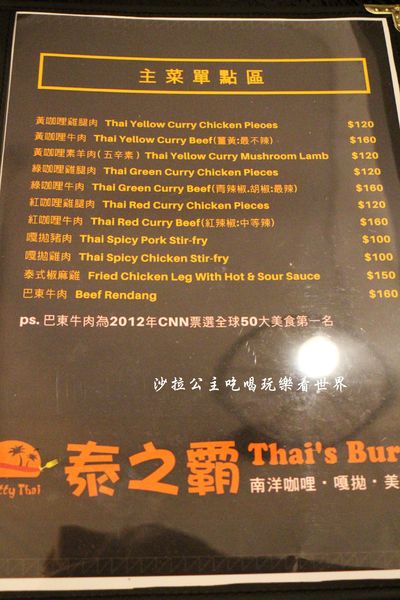 主菜單點區
黃咖哩雞腿肉 Thai Yellow Curry Chicken Pieces $120
黃咖哩牛肉 Thai Yellow Curry Beef(薑黃:最不辣) $160
黃咖哩素羊肉(五辛素) Thai Yellow Curry Mushroom Lamb $120
綠咖哩雞腿肉 Thai Green Curry Chicken Pieces $120
綠咖哩牛肉 Thai Green Curry Beef(青辣椒.胡椒:最辣) $160
紅咖哩雞腿肉 Thai Red Curry Chicken Pieces $120
紅咖哩牛肉 Thai Red Curry Beef(紅辣椒:中等辣) $160
嘎拋豬肉 Thai Spicy Pork Stir-fry $100
嘎拋雞肉 Thai Spicy Chicken Stir-fry $100
泰式椒麻雞 Fried Chicken Leg With Hot & Sour Sauce $150
巴東牛肉 Beef Rendang $160
ps. 巴東牛肉為2012年CNN票選全球50大美食第一名
沙拉公主吃喝玩樂看世界
泰之霸 Thai's Bur
tty Thai
南洋咖哩·嘎拋·美